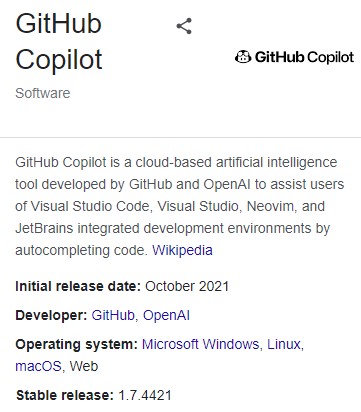 GitHub
Copilot
GitHub Copilot
Software
GitHub Copilot is a cloud-based artificial intelligence
tool developed by GitHub and OpenAI to assist users
of Visual Studio Code, Visual Studio, Neovim, and
JetBrains integrated development environments by
autocompleting code. Wikipedia
Initial release date: October 2021
Developer: GitHub, OpenAI
Operating system: Microsoft Windows, Linux,
macOS, Web
Stable release: 1.7.4421